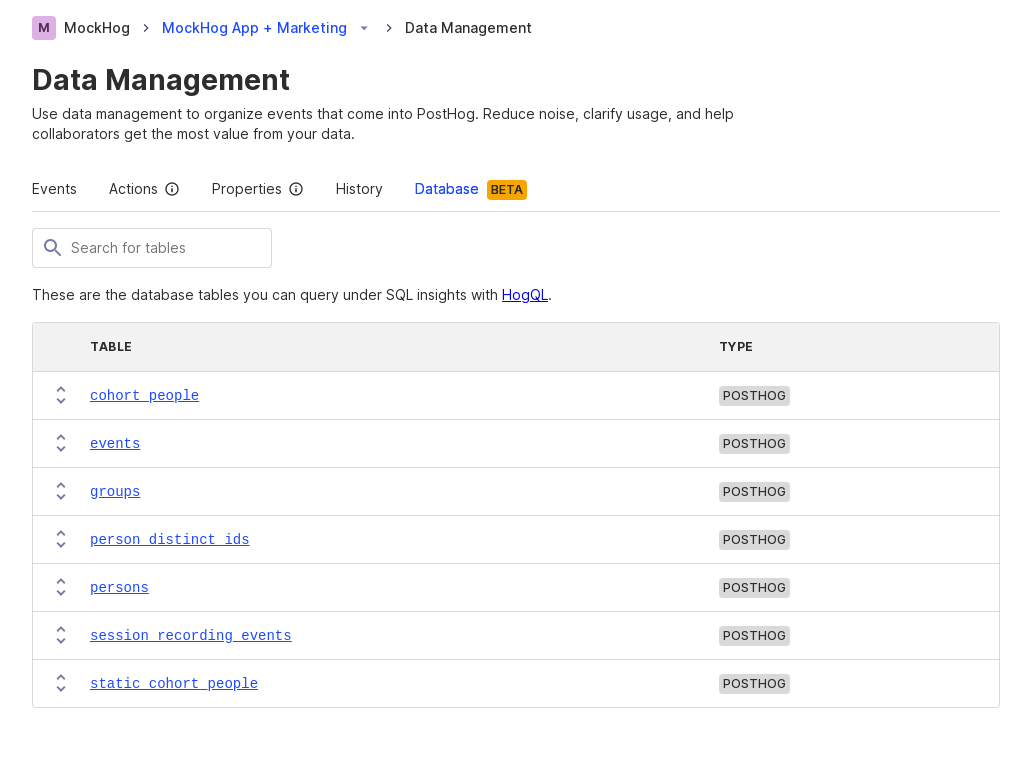 M MockHog MockHog App + Marketing Data Management
Data Management
Use data management to organize events that come into PostHog. Reduce noise, clarify usage, and help
collaborators get the most value from your data.
Events Actions Properties History Database BETA
Search for tables
These are the database tables you can query under SQL insights with HogQL.
TABLE TYPE
cohort_people POSTHOG
events POSTHOG
groups POSTHOG
person_distinct_ids POSTHOG
persons POSTHOG
session_recording_events POSTHOG
static_cohort_people POSTHOG